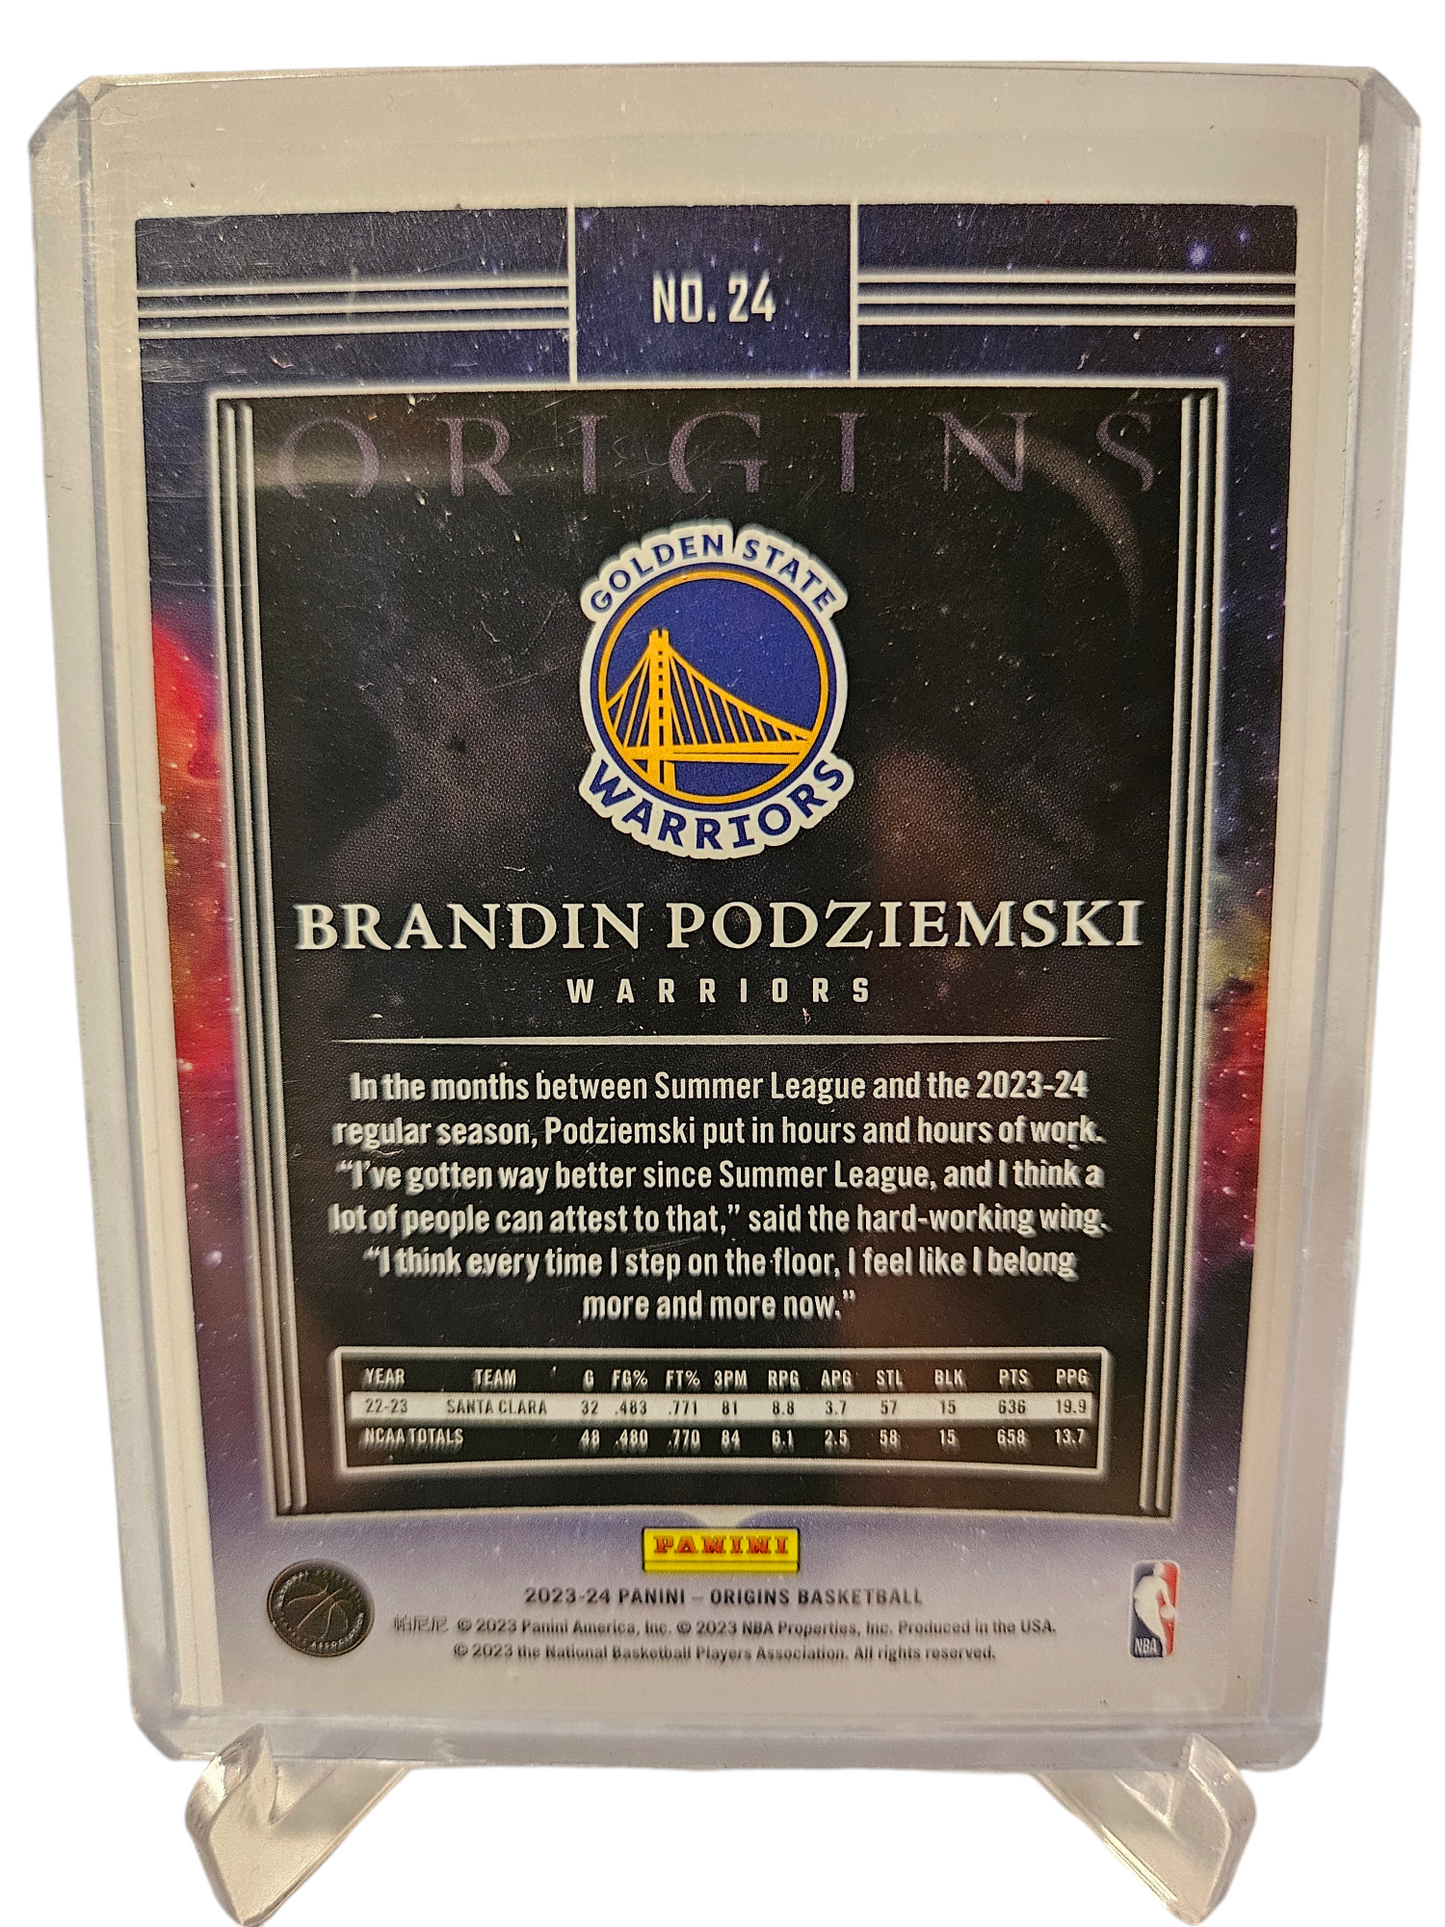 NO. 24
ORIGINS
GOLDEN STATE
WARRIORS
BRANDIN PODZIEMSKI
WARRIORS
In the months between Summer League and the 2023-24
regular season, Podziemski put in hours and hours of work.
“I’ve gotten way better since Summer League, and I think a
lot of people can attest to that,” said the hard-working wing.
“I think every time I step on the floor, I feel like I belong
more and more now.”
YEAR TEAM G FG% FT% 3PM RPG APG STL BLK PTS PPG
22-23 SANTA CLARA 32 .483 .771 81 8.8 3.7 57 15 636 19.9
NCAA TOTALS 48 .480 .770 84 6.1 2.5 58 15 658 13.7
PANINI
2023-24 PANINI – ORIGINS BASKETBALL
帕尼尼 © 2023 Panini America, Inc. © 2023 NBA Properties, Inc. Produced in the USA.
© 2023 the National Basketball Players Association. All rights reserved.
NBA